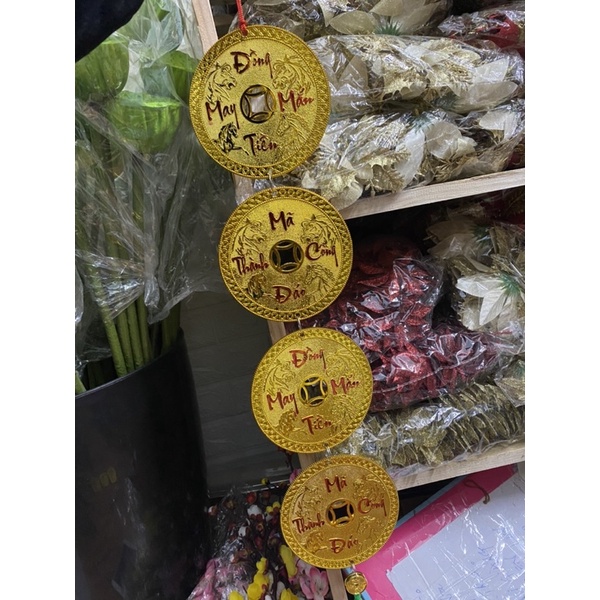 Đồng
May Mắn
Tiền
Mã
Thành Công
Đáo
Đồng
May Mắn
Tiền
Mã
Thành Công
Đáo